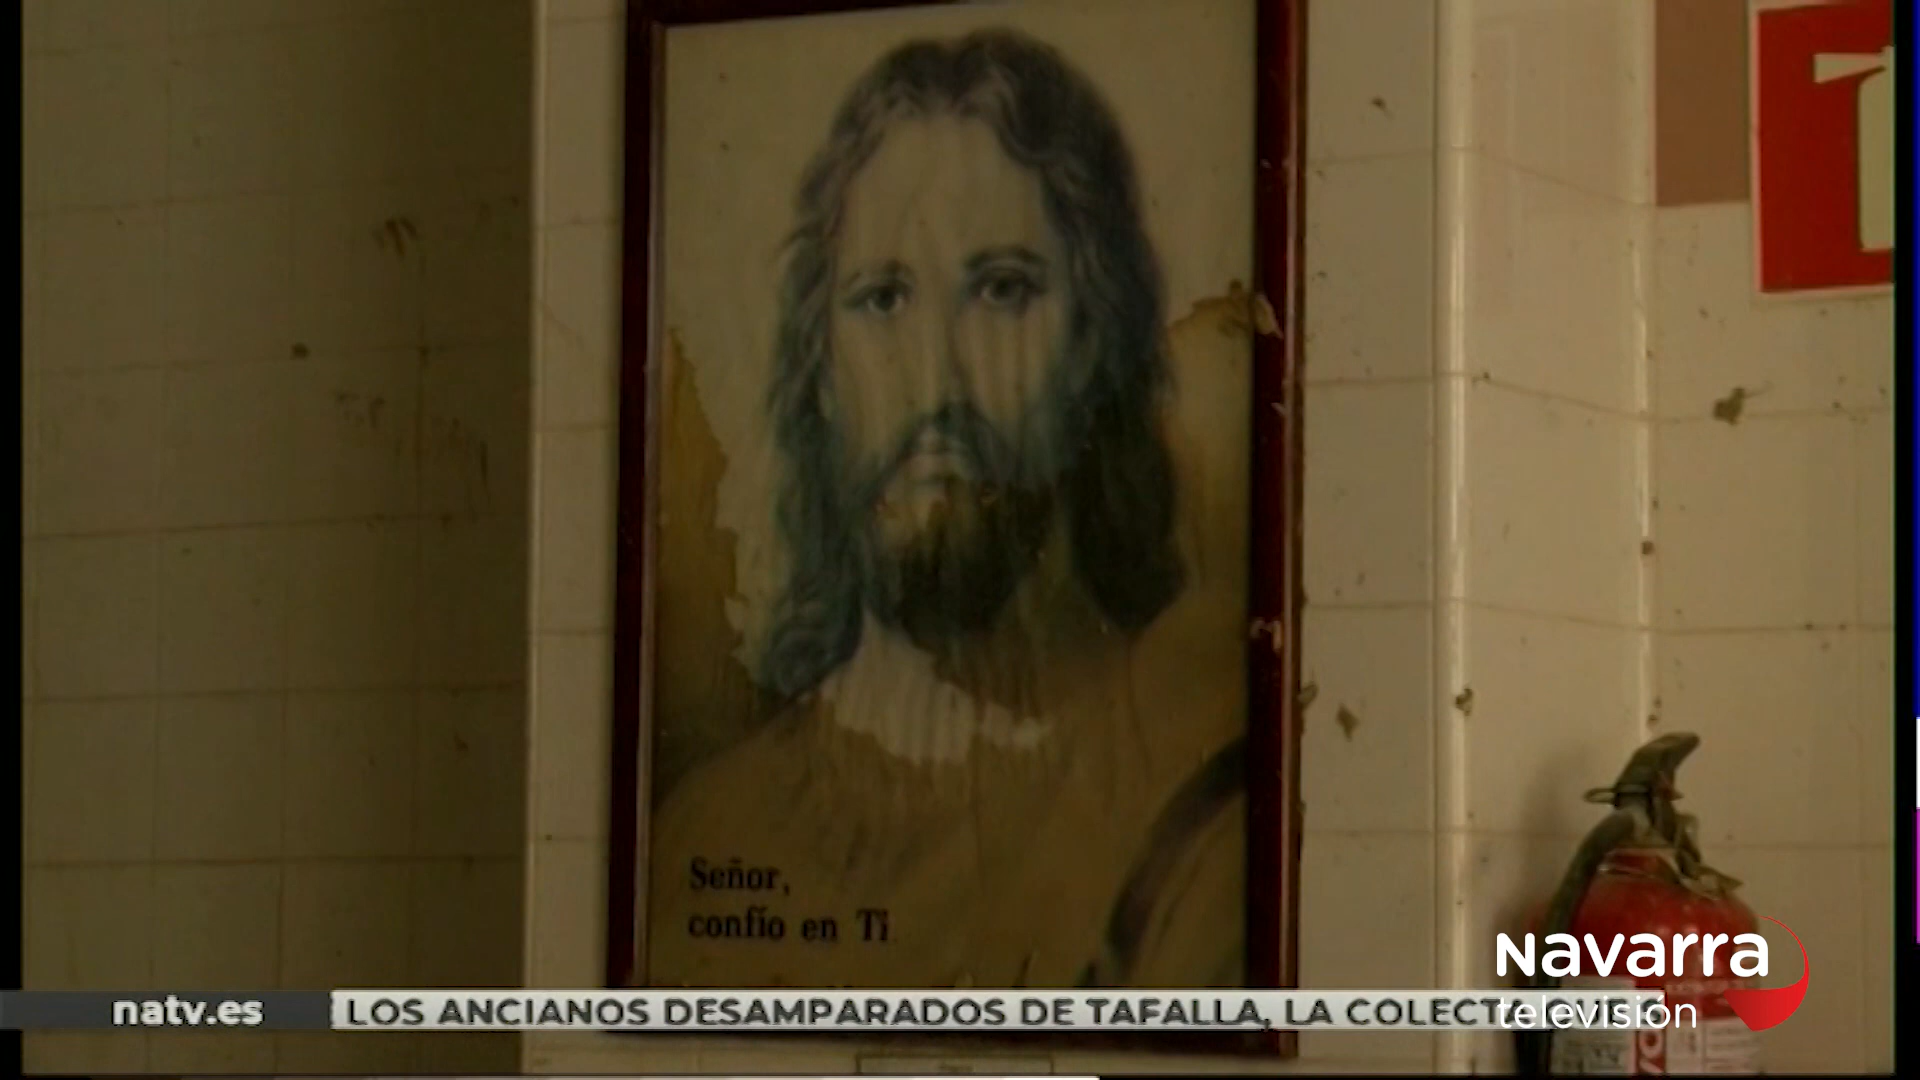 Señor,
confío en Ti
Navarra
televisión
natv.es
LOS ANCIANOS DESAMPARADOS DE TAFALLA, LA COLECTA